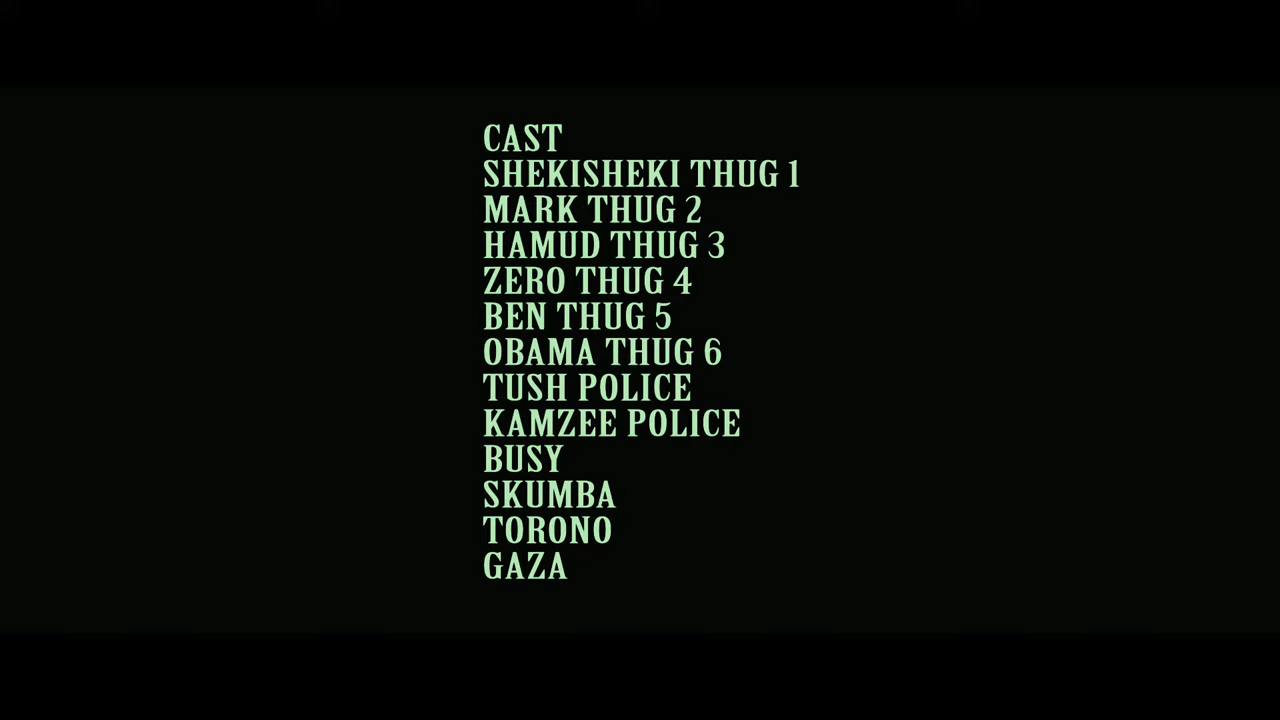 CAST
SHEKISHEKI THUG 1
MARK THUG 2
HAMUD THUG 3
ZERO THUG 4
BEN THUG 5
OBAMA THUG 6
TUSH POLICE
KAMZEE POLICE
BUSY
SKUMBA
TORONO
GAZA